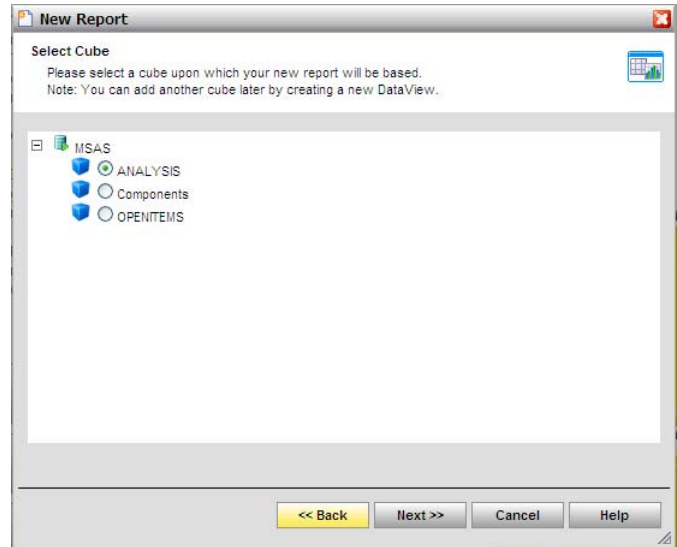 New Report
Select Cube
Please select a cube upon which your new report will be based.
Note: You can add another cube later by creating a new DataView.
MSAS
ANALYSIS
Components
OPENITEMS
<< Back Next >> Cancel Help